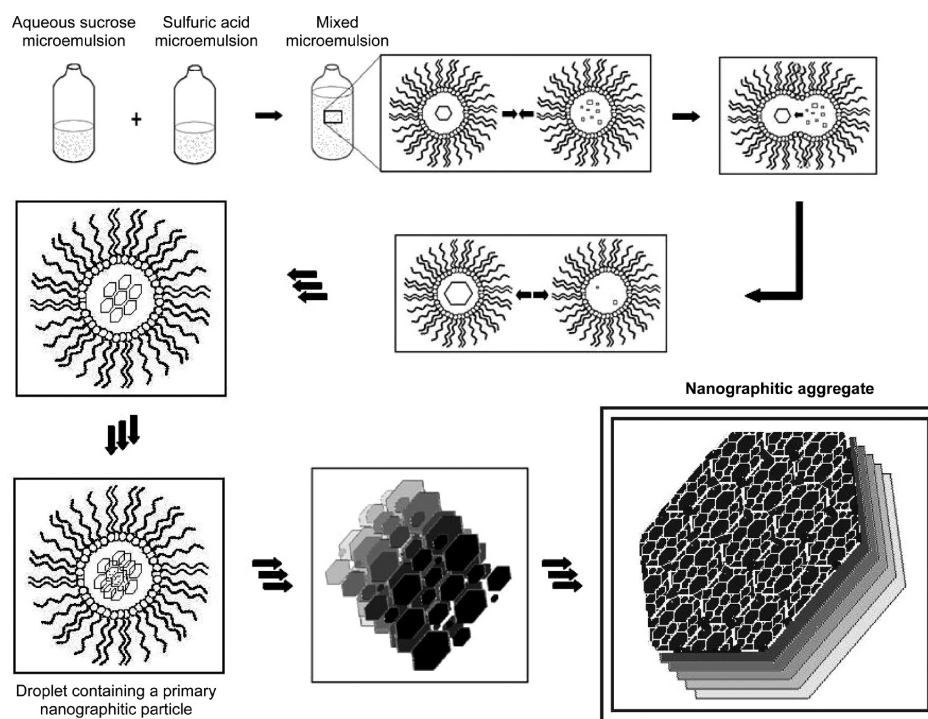 Aqueous sucrose
microemulsion
Sulfuric acid
microemulsion
Mixed
microemulsion
+
Nanographitic aggregate
Droplet containing a primary
nanographitic particle